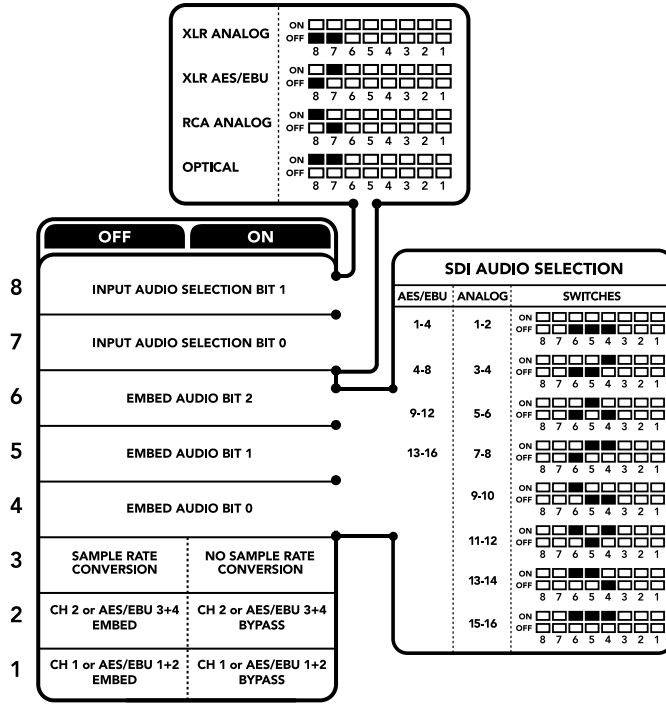 XLR ANALOG
ON
OFF
8 7 6 5 4 3 2 1
XLR AES/EBU
ON
OFF
8 7 6 5 4 3 2 1
RCA ANALOG
ON
OFF
8 7 6 5 4 3 2 1
OPTICAL
ON
OFF
8 7 6 5 4 3 2 1
OFF ON
8 INPUT AUDIO SELECTION BIT 1
7 INPUT AUDIO SELECTION BIT 0
6 EMBED AUDIO BIT 2
5 EMBED AUDIO BIT 1
4 EMBED AUDIO BIT 0
3 SAMPLE RATE CONVERSION NO SAMPLE RATE CONVERSION
2 CH 2 or AES/EBU 3+4 EMBED CH 2 or AES/EBU 3+4 BYPASS
1 CH 1 or AES/EBU 1+2 EMBED CH 1 or AES/EBU 1+2 BYPASS
SDI AUDIO SELECTION
AES/EBU ANALOG SWITCHES
1-4 1-2
ON
OFF
8 7 6 5 4 3 2 1
4-8 3-4
ON
OFF
8 7 6 5 4 3 2 1
9-12 5-6
ON
OFF
8 7 6 5 4 3 2 1
13-16 7-8
ON
OFF
8 7 6 5 4 3 2 1
9-10
ON
OFF
8 7 6 5 4 3 2 1
11-12
ON
OFF
8 7 6 5 4 3 2 1
13-14
ON
OFF
8 7 6 5 4 3 2 1
15-16
ON
OFF
8 7 6 5 4 3 2 1